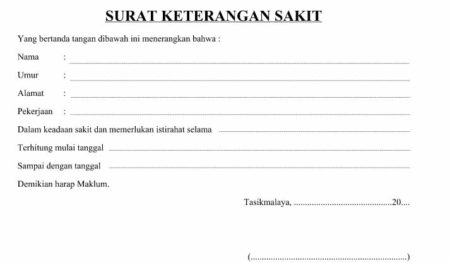 SURAT KETERANGAN SAKIT
Yang bertanda tangan dibawah ini menerangkan bahwa :
Nama :
Umur :
Alamat :
Pekerjaan :
Dalam keadaan sakit dan memerlukan istirahat selama
Terhitung mulai tanggal
Sampai dengan tanggal
Demikian harap Maklum.
Tasikmalaya, ..........................................20....
(.................................................................)